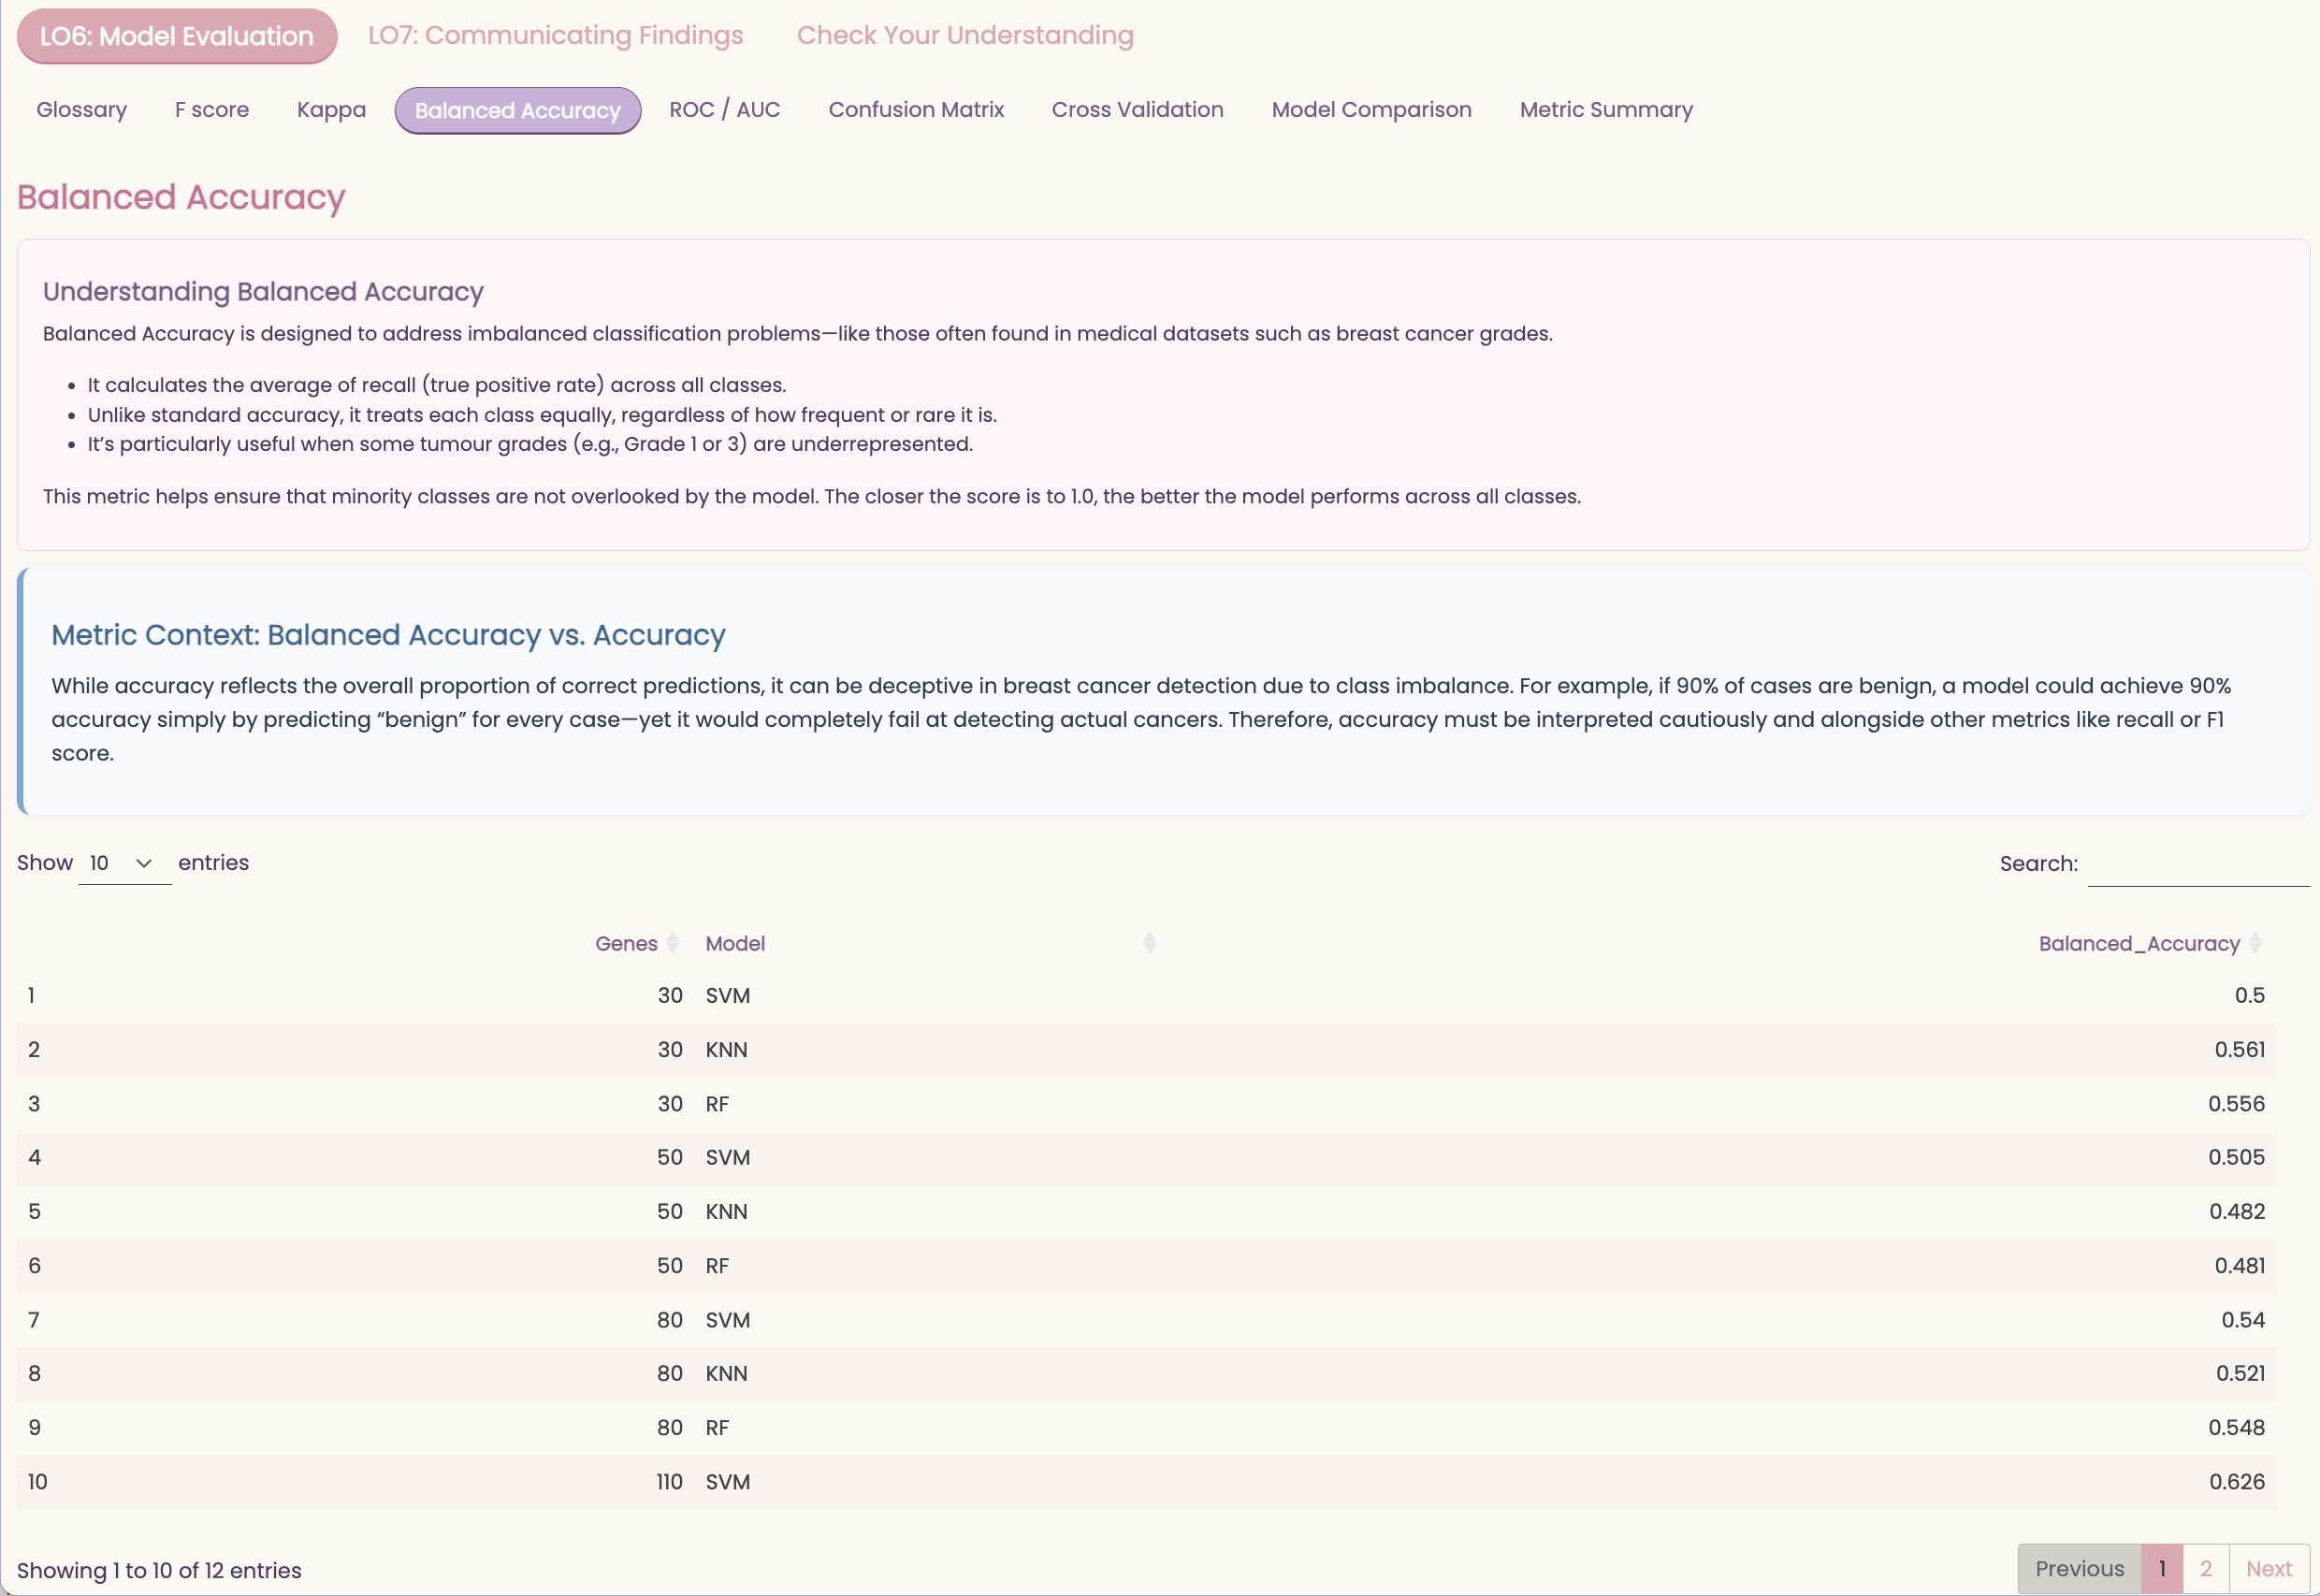 LO6: Model Evaluation LO7: Communicating Findings Check Your Understanding
Glossary F score Kappa Balanced Accuracy ROC / AUC Confusion Matrix Cross Validation Model Comparison Metric Summary
Balanced Accuracy
Understanding Balanced Accuracy
Balanced Accuracy is designed to address imbalanced classification problems—like those often found in medical datasets such as breast cancer grades.
• It calculates the average of recall (true positive rate) across all classes.
• Unlike standard accuracy, it treats each class equally, regardless of how frequent or rare it is.
• It’s particularly useful when some tumour grades (e.g., Grade 1 or 3) are underrepresented.
This metric helps ensure that minority classes are not overlooked by the model. The closer the score is to 1.0, the better the model performs across all classes.
Metric Context: Balanced Accuracy vs. Accuracy
While accuracy reflects the overall proportion of correct predictions, it can be deceptive in breast cancer detection due to class imbalance. For example, if 90% of cases are benign, a model could achieve 90%
accuracy simply by predicting “benign” for every case—yet it would completely fail at detecting actual cancers. Therefore, accuracy must be interpreted cautiously and alongside other metrics like recall or F1
score.
Show 10 entries Search:
Genes Model Balanced_Accuracy
1 30 SVM 0.5
2 30 KNN 0.561
3 30 RF 0.556
4 50 SVM 0.505
5 50 KNN 0.482
6 50 RF 0.481
7 80 SVM 0.54
8 80 KNN 0.521
9 80 RF 0.548
10 110 SVM 0.626
Showing 1 to 10 of 12 entries Previous 1 2 Next